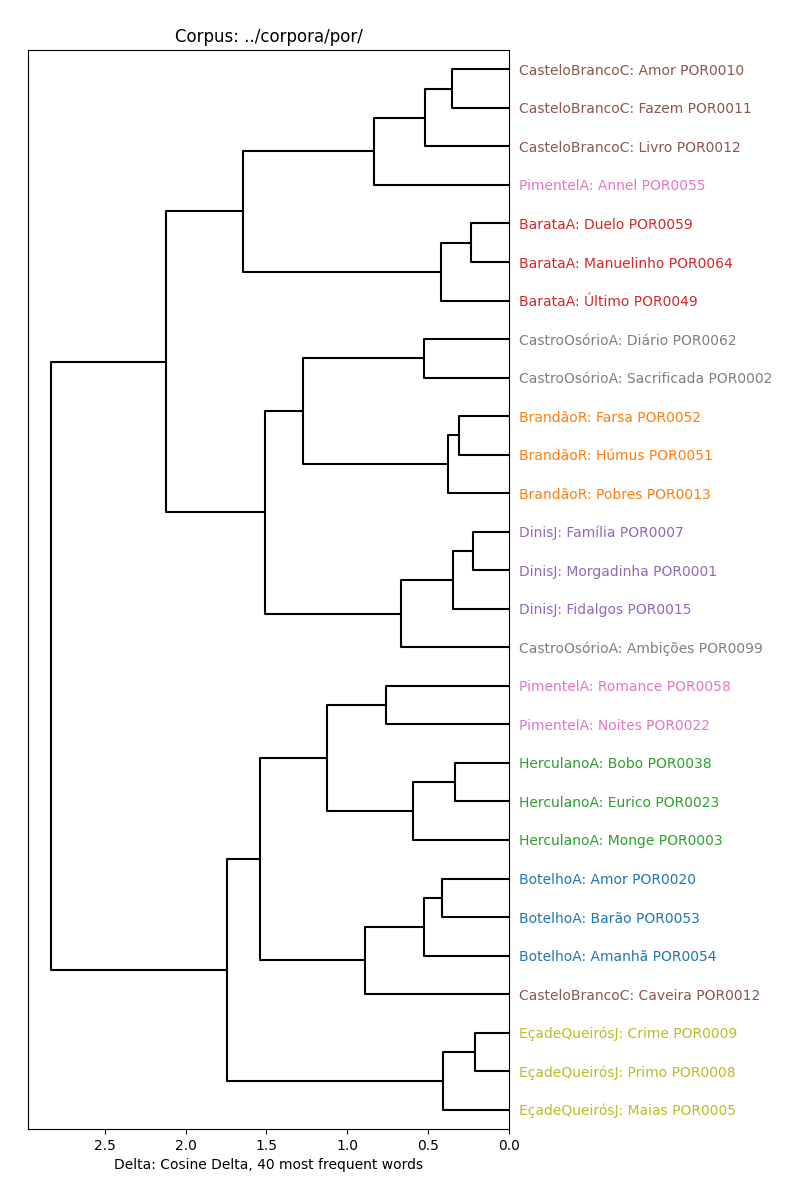 Corpus: ../corpora/por/
CasteloBrancoC: Amor POR0010
CasteloBrancoC: Fazem POR0011
CasteloBrancoC: Livro POR0012
PimentelA: Annel POR0055
BarataA: Duelo POR0059
BarataA: Manuelinho POR0064
BarataA: Último POR0049
CastroOsórioA: Diário POR0062
CastroOsórioA: Sacrificada POR0002
BrandãoR: Farsa POR0052
BrandãoR: Húmus POR0051
BrandãoR: Pobres POR0013
DinisJ: Família POR0007
DinisJ: Morgadinha POR0001
DinisJ: Fidalgos POR0015
CastroOsórioA: Ambições POR0099
PimentelA: Romance POR0058
PimentelA: Noites POR0022
HerculanoA: Bobo POR0038
HerculanoA: Eurico POR0023
HerculanoA: Monge POR0003
BotelhoA: Amor POR0020
BotelhoA: Barão POR0053
BotelhoA: Amanhã POR0054
CasteloBrancoC: Caveira POR0012
EçadeQueirósJ: Crime POR0009
EçadeQueirósJ: Primo POR0008
EçadeQueirósJ: Maias POR0005
2.5 2.0 1.5 1.0 0.5 0.0
Delta: Cosine Delta, 40 most frequent words